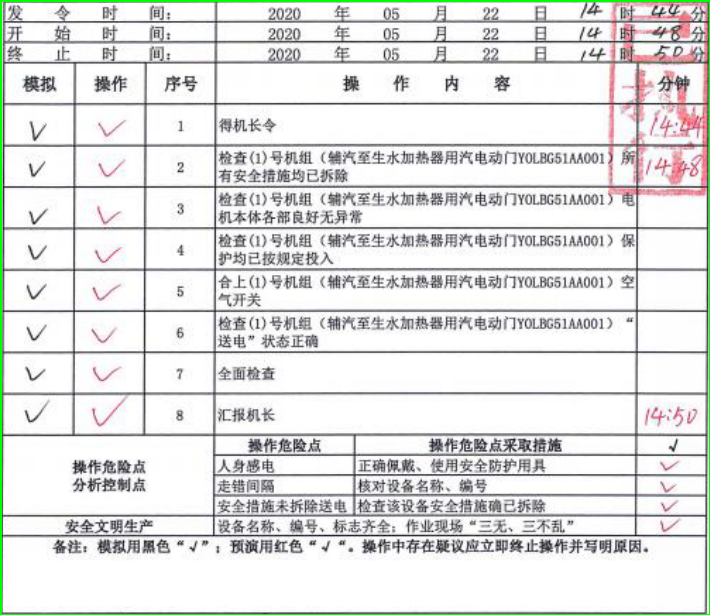 发令时间: 2020 年 05 月 22 日 14 时 44 分
开始时间: 2020 年 05 月 22 日 14 时 48 分
终止时间: 2020 年 05 月 22 日 14 时 50 分
模拟 操作 序号 操作内容 分钟
√ √ 1 得机长令 14:44
√ √ 2 检查(1)号机组（辅汽至生水加热器用汽电动门YOLBG51AA001）所
有安全措施均已拆除 14:48
√ √ 3 检查(1)号机组（辅汽至生水加热器用汽电动门YOLBG51AA001）电
机本体各部良好无异常
√ √ 4 检查(1)号机组（辅汽至生水加热器用汽电动门YOLBG51AA001）保
护均已按规定投入
√ √ 5 合上(1)号机组（辅汽至生水加热器用汽电动门YOLBG51AA001）空
气开关
√ √ 6 检查(1)号机组（辅汽至生水加热器用汽电动门YOLBG51AA001）“
送电”状态正确
√ √ 7 全面检查
√ √ 8 汇报机长 14:50
操作危险点
分析控制点
操作危险点 操作危险点采取措施 √
人身感电 正确佩戴、使用安全防护用具 √
走错间隔 核对设备名称、编号 √
安全措施未拆除送电 检查该设备安全措施确已拆除 √
安全文明生产 设备名称、编号、标志齐全；作业现场“三无、三不乱” √
备注：模拟用黑色“√”；预演用红色“√“。操作中存在疑议应立即终止操作并写明原因。